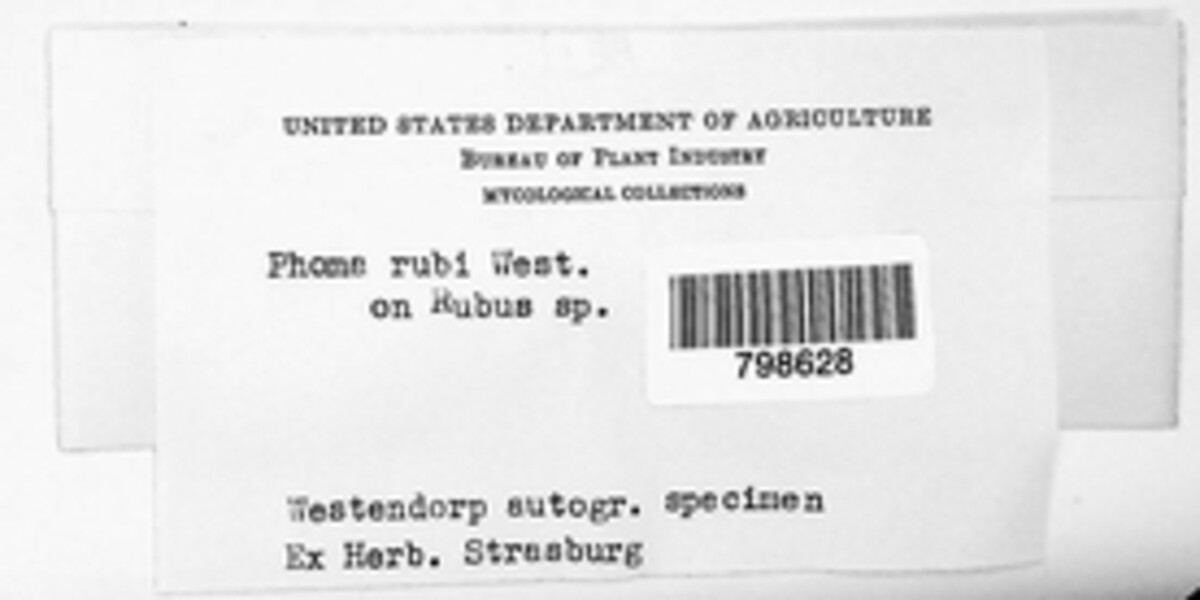 UNITED STATES DEPARTMENT OF AGRICULTURE
BUREAU OF PLANT INDUSTRY
MYCOLOGICAL COLLECTIONS
Phoma rubi West.
on Rubus sp.
798628
Westendorp autogr. specimen
Ex Herb. Strasburg